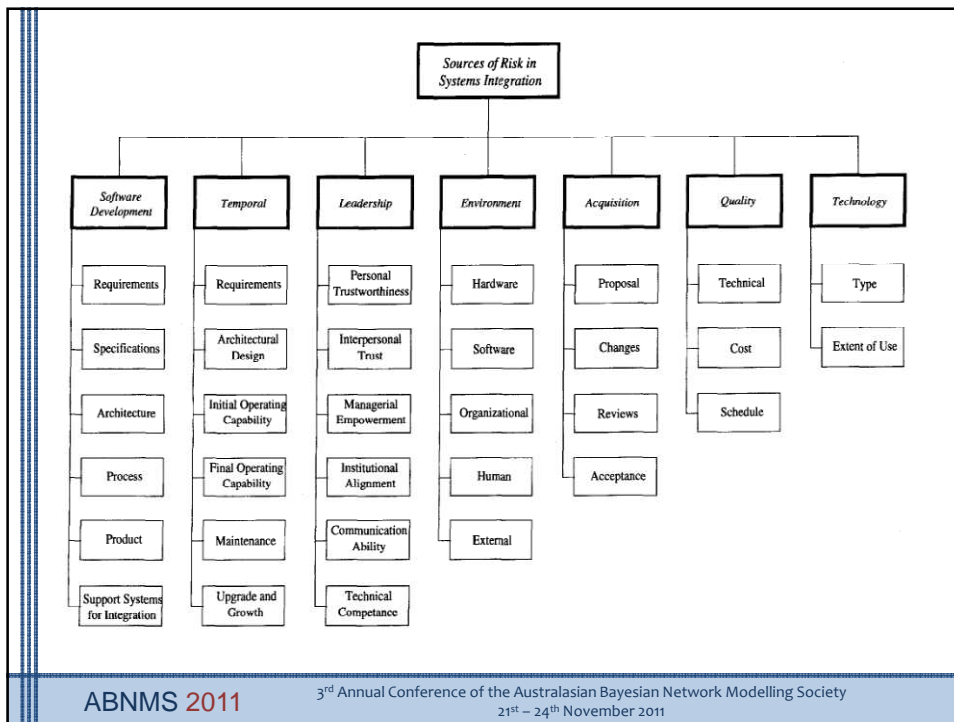 Sources of Risk in
Systems Integration
Software
Development
Temporal
Leadership
Environment
Acquisition
Quality
Technology
Requirements
Specifications
Architecture
Process
Product
Support Systems
for Integration
Requirements
Architectural
Design
Initial Operating
Capability
Final Operating
Capability
Maintenance
Upgrade and
Growth
Personal
Trustworthiness
Interpersonal
Trust
Managerial
Empowerment
Institutional
Alignment
Communication
Ability
Technical
Competance
Hardware
Software
Organizational
Human
External
Proposal
Changes
Reviews
Acceptance
Technical
Cost
Schedule
Type
Extent of Use
ABNMS 2011
3rd Annual Conference of the Australasian Bayesian Network Modelling Society
21st – 24th November 2011